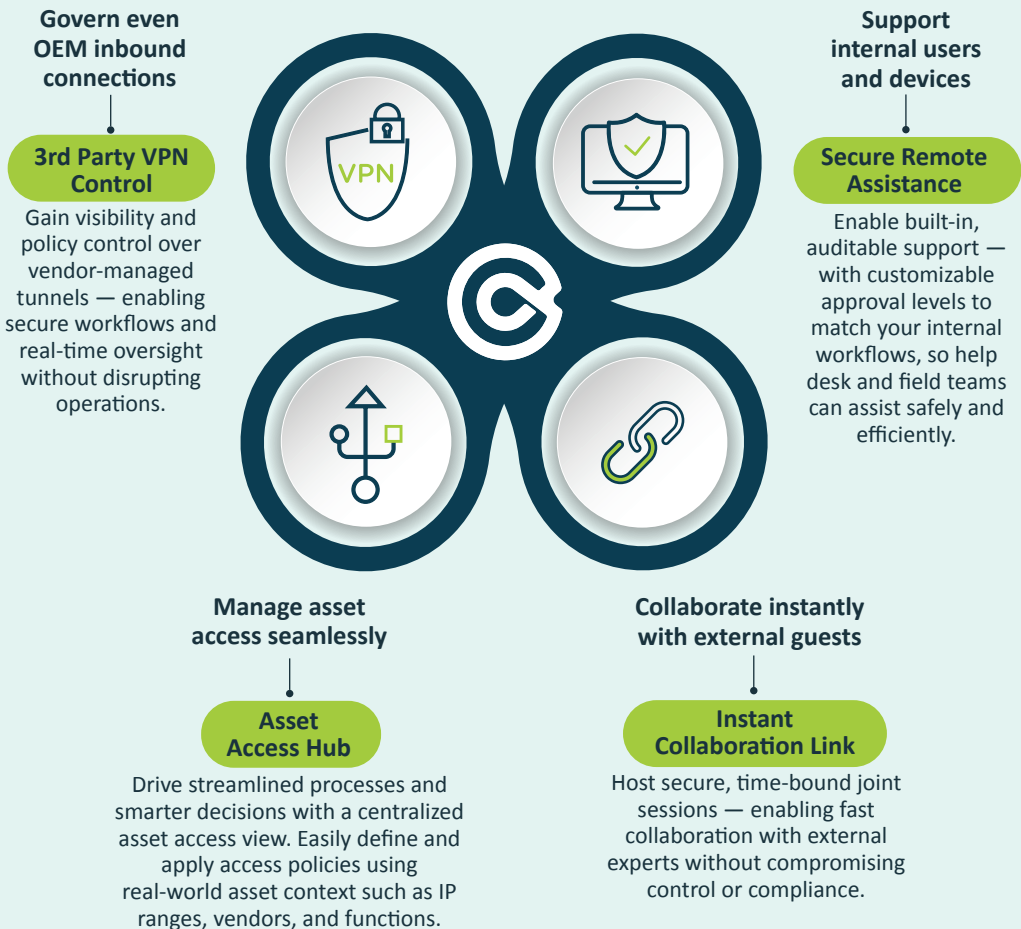 Govern even
OEM inbound
connections
3rd Party VPN
Control
Gain visibility and
policy control over
vendor-managed
tunnels — enabling
secure workflows and
real-time oversight
without disrupting
operations.
VPN
Support
internal users
and devices
Secure Remote
Assistance
Enable built-in,
auditable support —
with customizable
approval levels to
match your internal
workflows, so help
desk and field teams
can assist safely and
efficiently.
Manage asset
access seamlessly
Asset
Access Hub
Drive streamlined processes and
smarter decisions with a centralized
asset access view. Easily define and
apply access policies using
real-world asset context such as IP
ranges, vendors, and functions.
Collaborate instantly
with external guests
Instant
Collaboration Link
Host secure, time-bound joint
sessions — enabling fast
collaboration with external
experts without compromising
control or compliance.